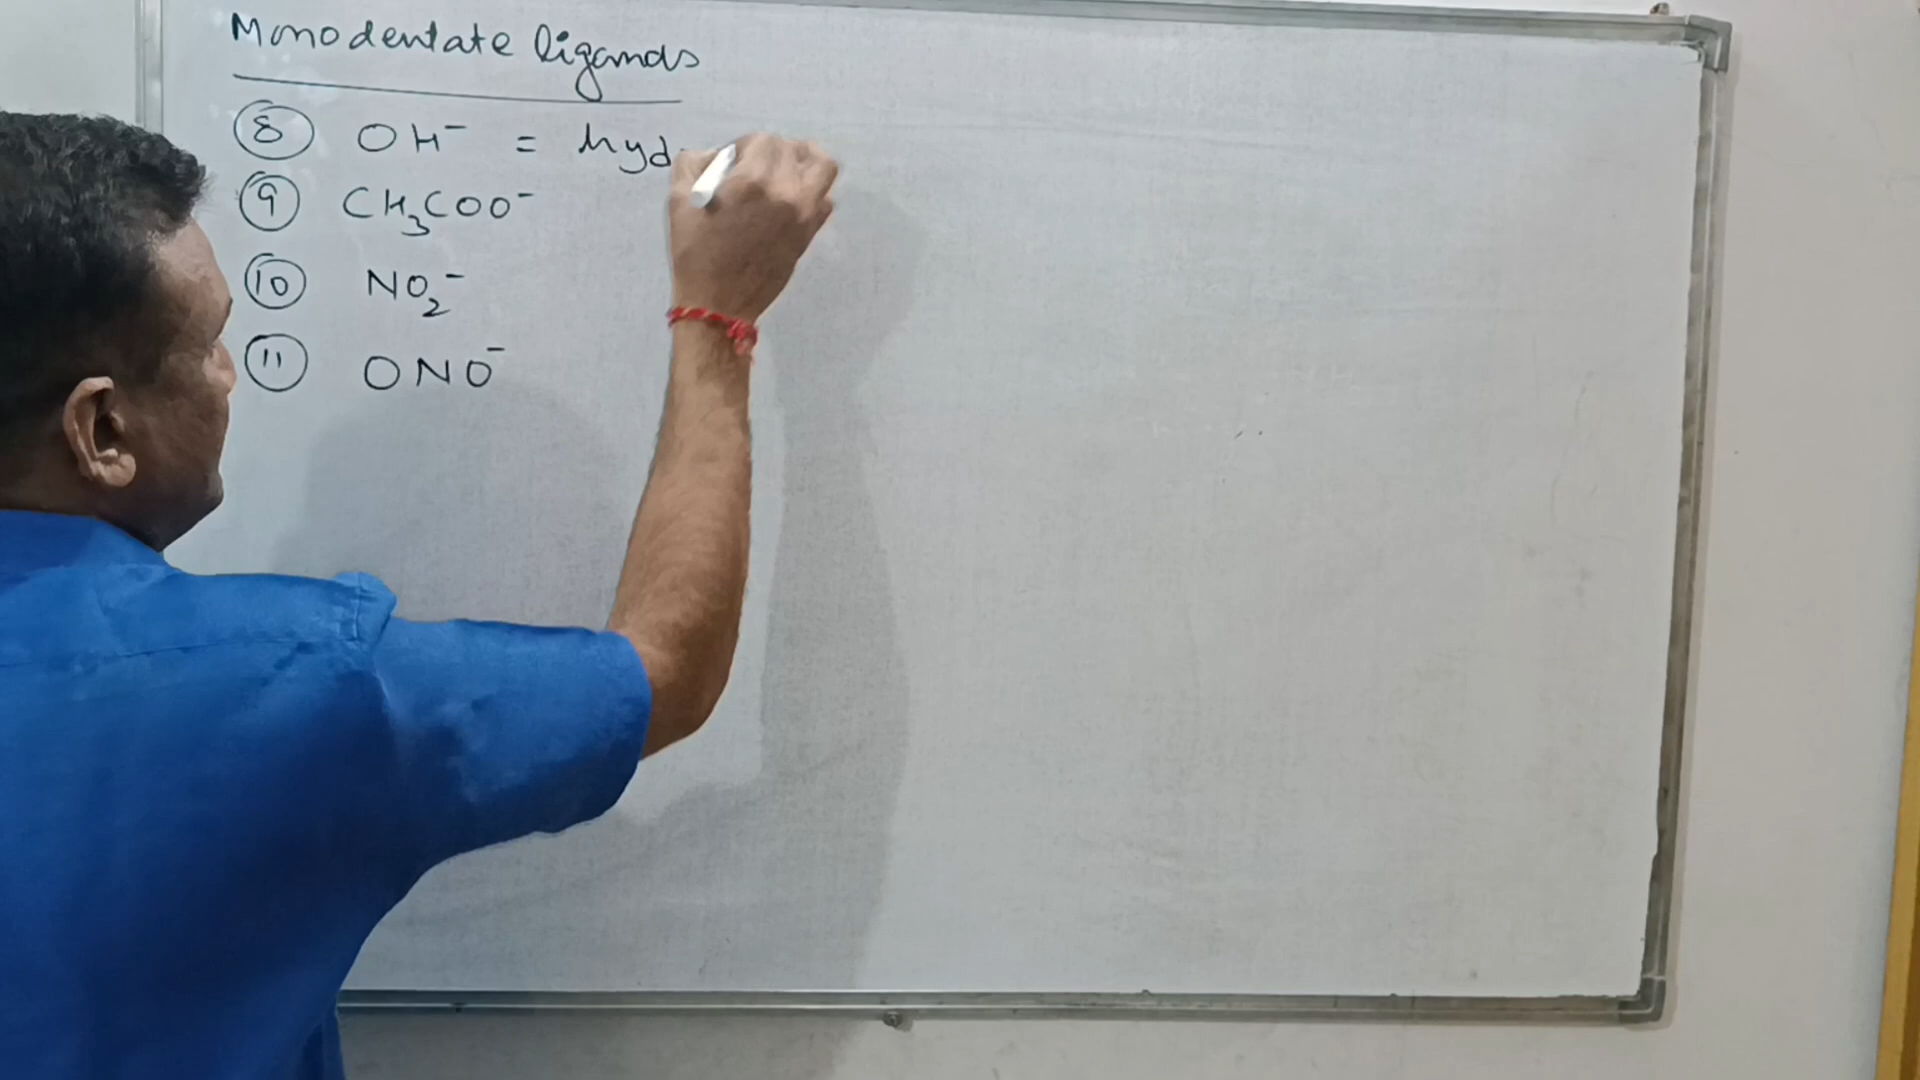 Monodentate ligands
⑧ OH⁻ = hyd
⑨ CH₃COO⁻
⑩ NO₂⁻
⑪ ONO⁻